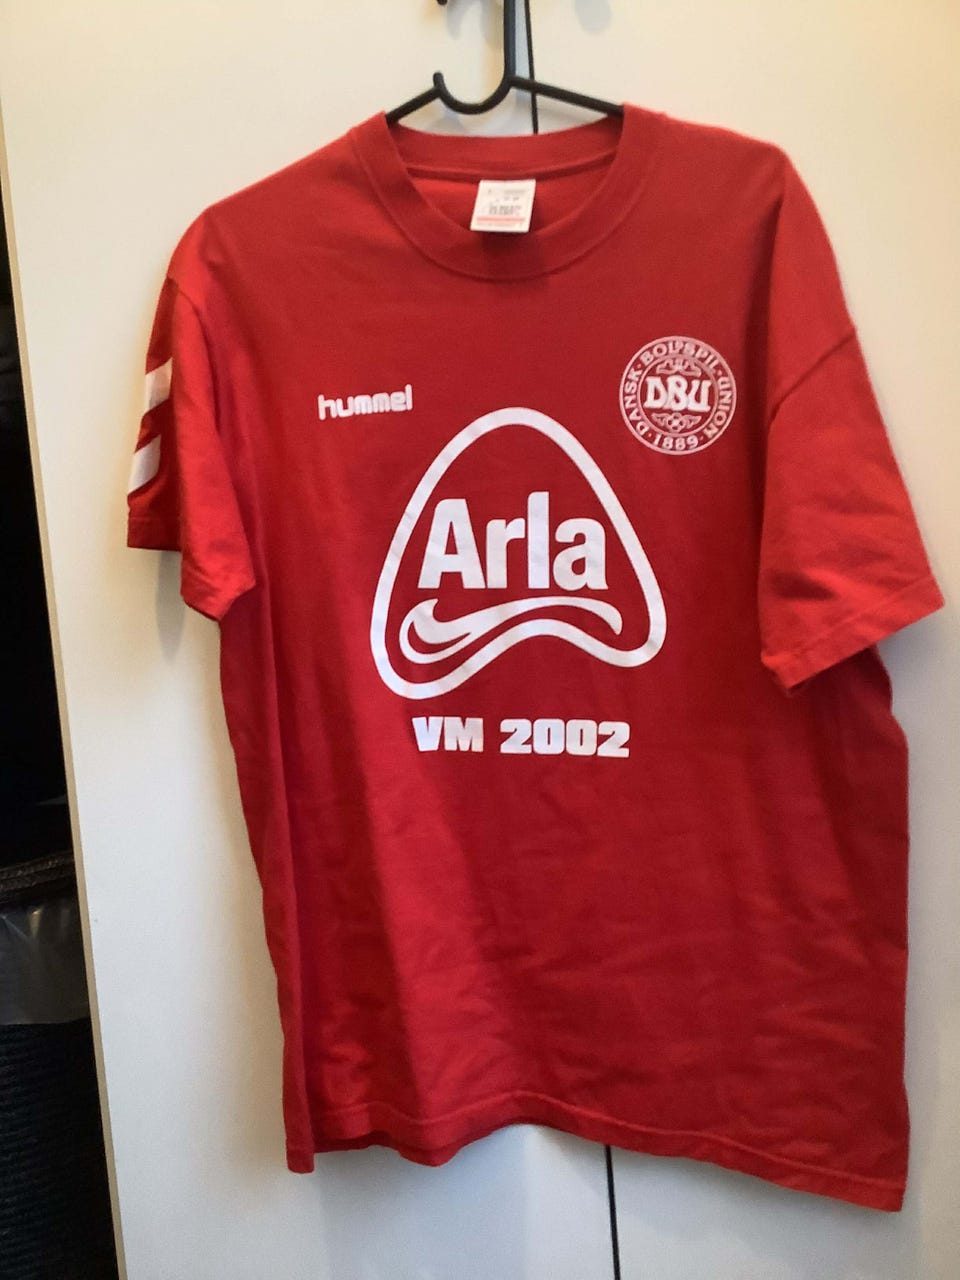 hummel
DANSK · BOLDSPIL-UNION
DBU
· 1889 ·
Arla
VM 2002